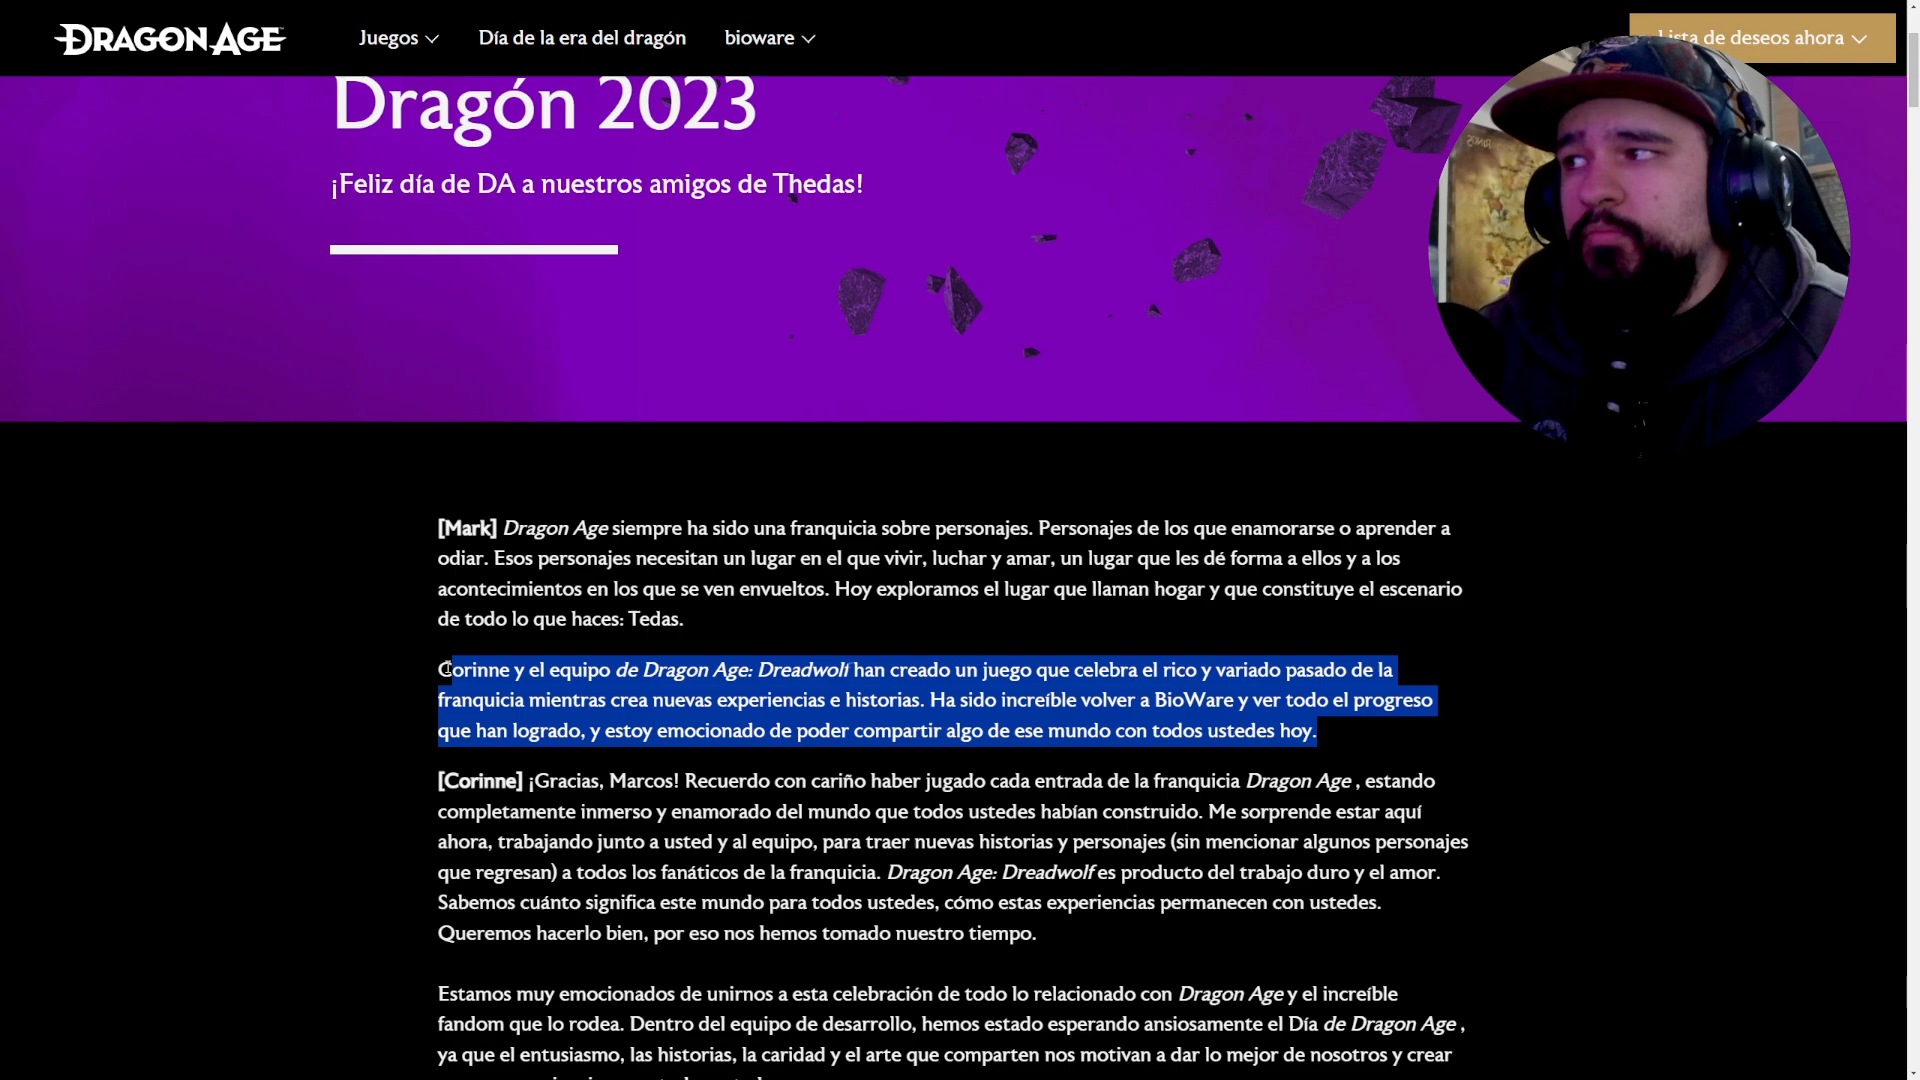 DRAGON AGE
Juegos
Día de la era del dragón
bioware
Lista de deseos ahora
Dragón 2023
¡Feliz día de DA a nuestros amigos de Thedas!
[Mark] Dragon Age siempre ha sido una franquicia sobre personajes. Personajes de los que enamorarse o aprender a
odiar. Esos personajes necesitan un lugar en el que vivir, luchar y amar, un lugar que les dé forma a ellos y a los
acontecimientos en los que se ven envueltos. Hoy exploramos el lugar que llaman hogar y que constituye el escenario
de todo lo que haces: Tedas.
Corinne y el equipo de Dragon Age: Dreadwolf han creado un juego que celebra el rico y variado pasado de la
franquicia mientras crea nuevas experiencias e historias. Ha sido increíble volver a BioWare y ver todo el progreso
que han logrado, y estoy emocionado de poder compartir algo de ese mundo con todos ustedes hoy.
[Corinne] ¡Gracias, Marcos! Recuerdo con cariño haber jugado cada entrada de la franquicia Dragon Age , estando
completamente inmerso y enamorado del mundo que todos ustedes habían construido. Me sorprende estar aquí
ahora, trabajando junto a usted y al equipo, para traer nuevas historias y personajes (sin mencionar algunos personajes
que regresan) a todos los fanáticos de la franquicia. Dragon Age: Dreadwolf es producto del trabajo duro y el amor.
Sabemos cuánto significa este mundo para todos ustedes, cómo estas experiencias permanecen con ustedes.
Queremos hacerlo bien, por eso nos hemos tomado nuestro tiempo.
Estamos muy emocionados de unirnos a esta celebración de todo lo relacionado con Dragon Age y el increíble
fandom que lo rodea. Dentro del equipo de desarrollo, hemos estado esperando ansiosamente el Día de Dragon Age ,
ya que el entusiasmo, las historias, la caridad y el arte que comparten nos motivan a dar lo mejor de nosotros y crear